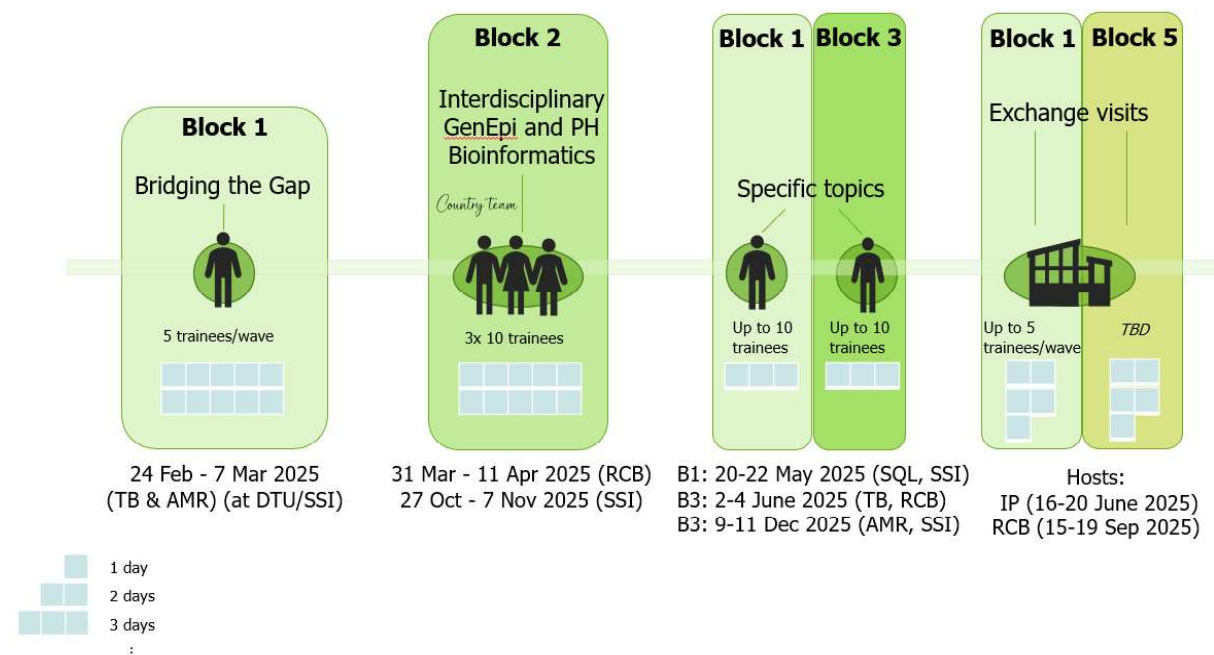 Block 1
Bridging the Gap
5 trainees/wave
24 Feb - 7 Mar 2025
(TB & AMR) (at DTU/SSI)
Block 2
Interdisciplinary
GenEpi and PH
Bioinformatics
Country team
3x 10 trainees
31 Mar - 11 Apr 2025 (RCB)
27 Oct - 7 Nov 2025 (SSI)
Block 1
Block 3
Specific topics
Up to 10
trainees
Up to 10
trainees
B1: 20-22 May 2025 (SQL, SSI)
B3: 2-4 June 2025 (TB, RCB)
B3: 9-11 Dec 2025 (AMR, SSI)
Block 1
Block 5
Exchange visits
Up to 5
trainees/wave
TBD
Hosts:
IP (16-20 June 2025)
RCB (15-19 Sep 2025)
1 day
2 days
3 days
: